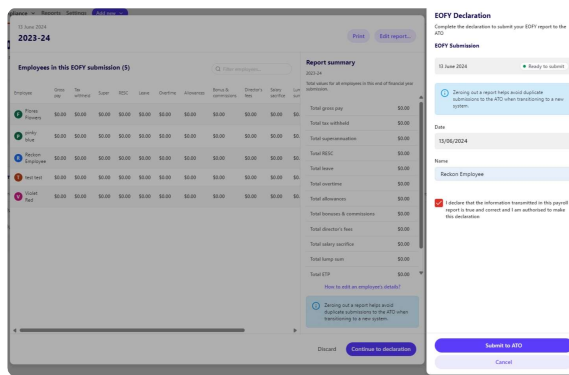 Reports Settings Add new
13 June 2024
2023-24
Print Edit report...
Employees in this EOFY submission (5)
Filter employees...
Employee Gross pay Tax withheld Super RESC Leave Overtime Allowances Bonus & commissions Director's fees Salary sacrifice
F Flores Flowers $0.00 $0.00 $0.00 $0.00 $0.00 $0.00 $0.00 $0.00 $0.00 $0.00
P pinky blue $0.00 $0.00 $0.00 $0.00 $0.00 $0.00 $0.00 $0.00 $0.00 $0.00
R Reckon Employee $0.00 $0.00 $0.00 $0.00 $0.00 $0.00 $0.00 $0.00 $0.00 $0.00
T test test $0.00 $0.00 $0.00 $0.00 $0.00 $0.00 $0.00 $0.00 $0.00 $0.00
V Violet Red $0.00 $0.00 $0.00 $0.00 $0.00 $0.00 $0.00 $0.00 $0.00 $0.00
Report summary
2023-24
Total values for all employees in this end of financial year
submission.
Total gross pay $0.00
Total tax withheld $0.00
Total superannuation $0.00
Total RESC $0.00
Total leave $0.00
Total overtime $0.00
Total allowances $0.00
Total bonuses & commissions $0.00
Total director's fees $0.00
Total salary sacrifice $0.00
Total lump sum $0.00
Total ETP $0.00
How to edit an employee's details?
Zeroing out a report helps avoid
duplicate submissions to the ATO when
transitioning to a new system.
Discard Continue to declaration
EOFY Declaration
Complete the declaration to submit your EOFY report to the
ATO
EOFY Submission
13 June 2024 Ready to submit
Zeroing out a report helps avoid duplicate
submissions to the ATO when transitioning to a new
system.
Date
13/06/2024
Name
Reckon Employee
I declare that the information transmitted in this payroll
report is true and correct and I am authorised to make
this declaration
Submit to ATO
Cancel